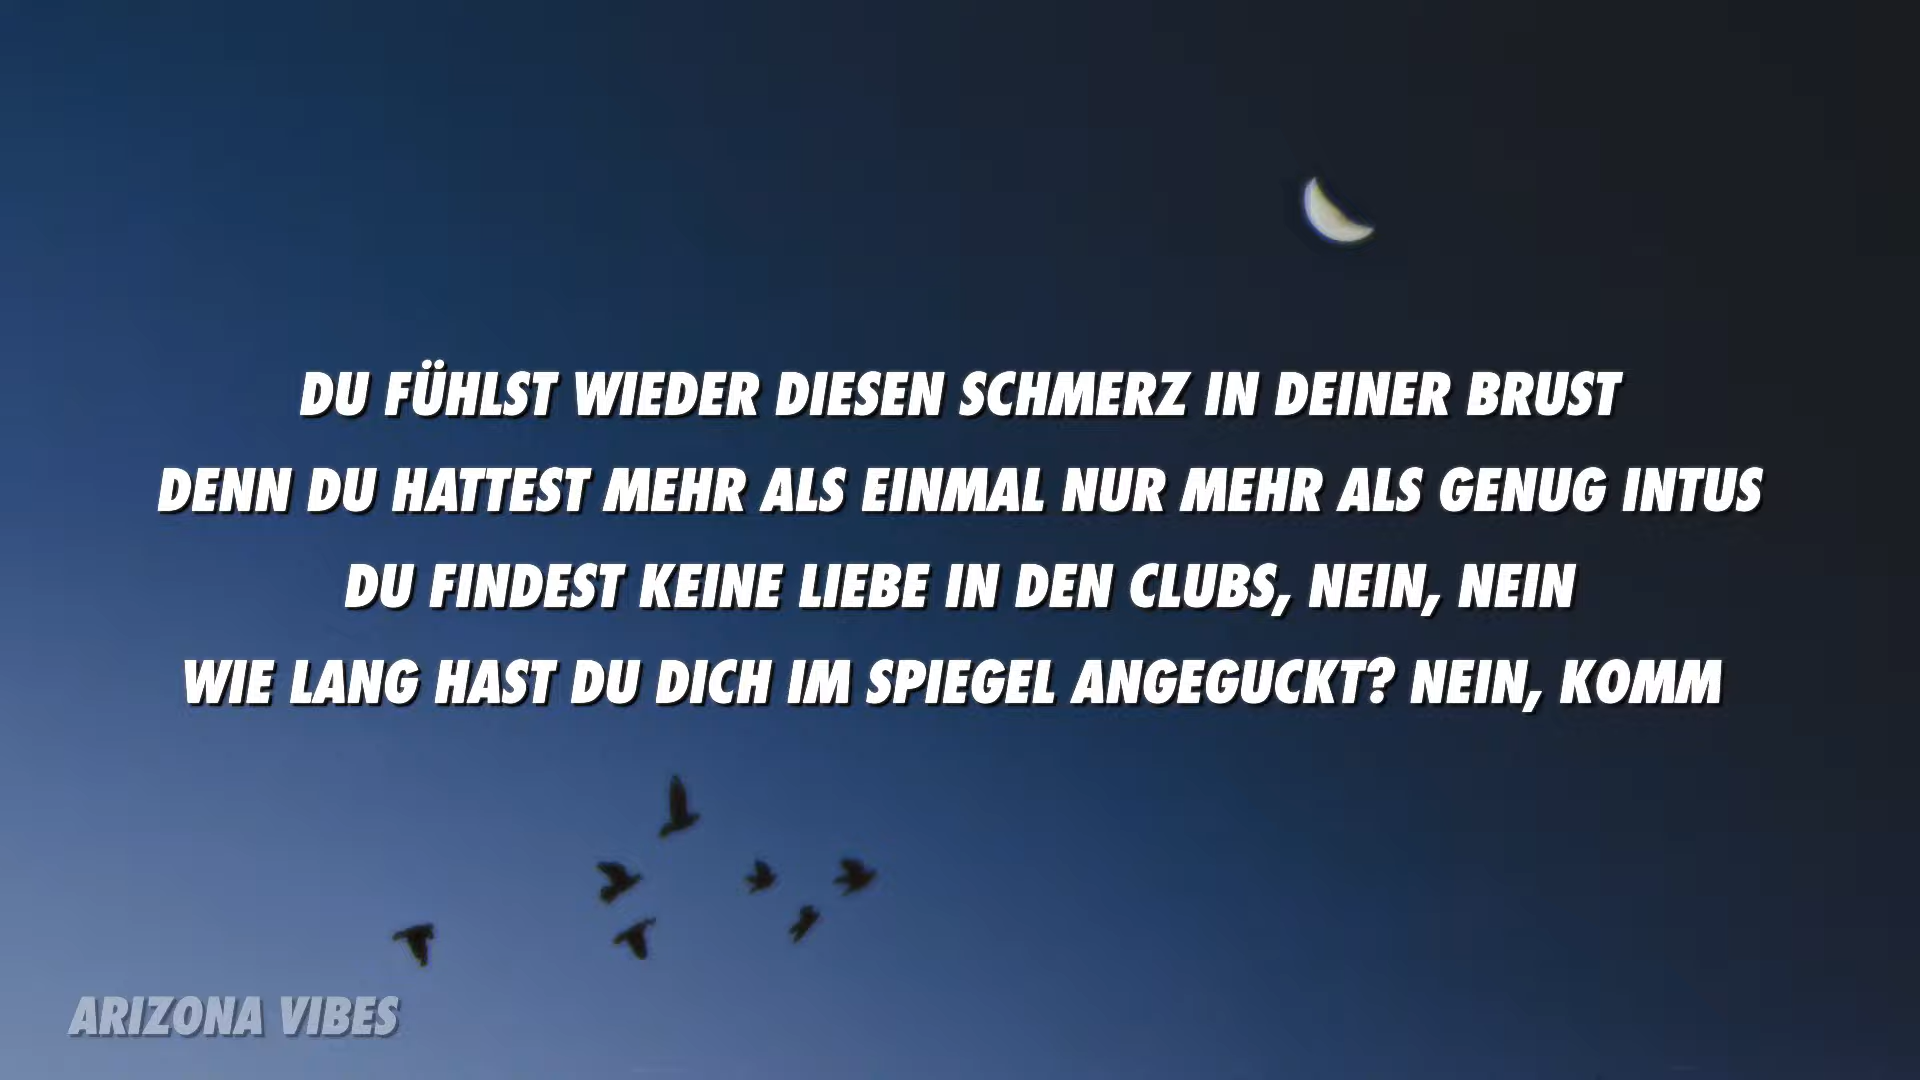 DU FÜHLST WIEDER DIESEN SCHMERZ IN DEINER BRUST
DENN DU HATTEST MEHR ALS EINMAL NUR MEHR ALS GENUG INTUS
DU FINDEST KEINE LIEBE IN DEN CLUBS, NEIN, NEIN
WIE LANG HAST DU DICH IM SPIEGEL ANGEGUCKT? NEIN, KOMM
ARIZONA VIBES